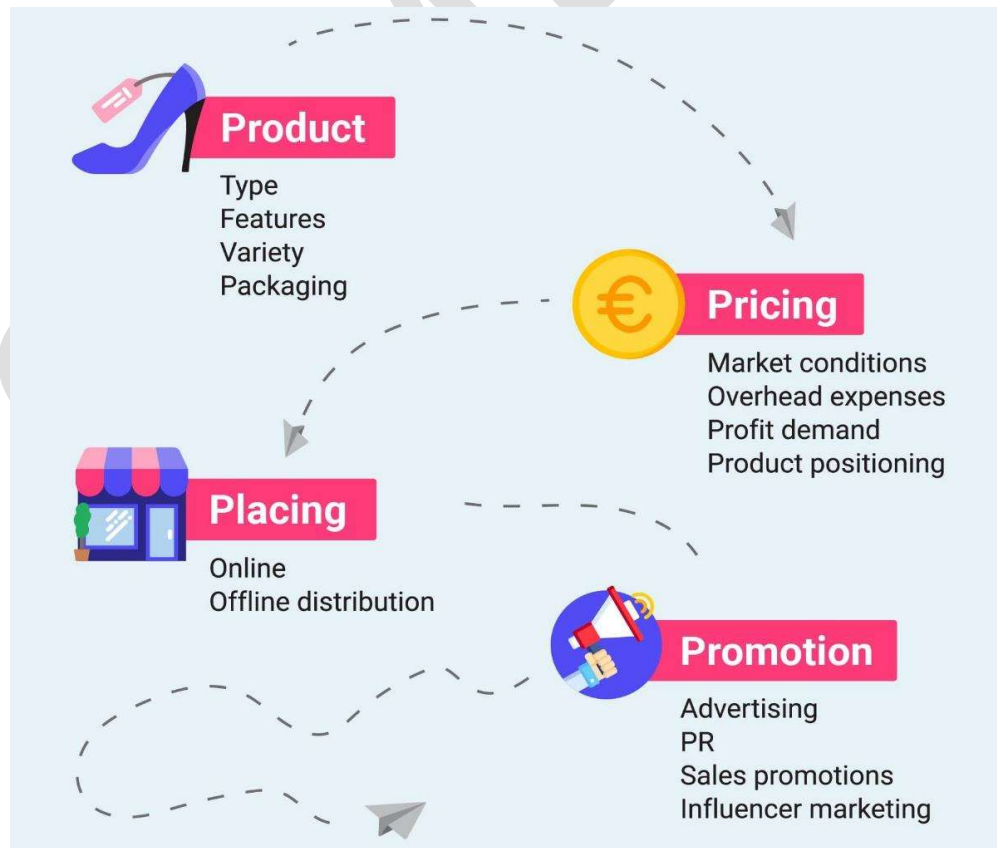 Product
Type
Features
Variety
Packaging
Pricing
Market conditions
Overhead expenses
Profit demand
Product positioning
Placing
Online
Offline distribution
Promotion
Advertising
PR
Sales promotions
Influencer marketing